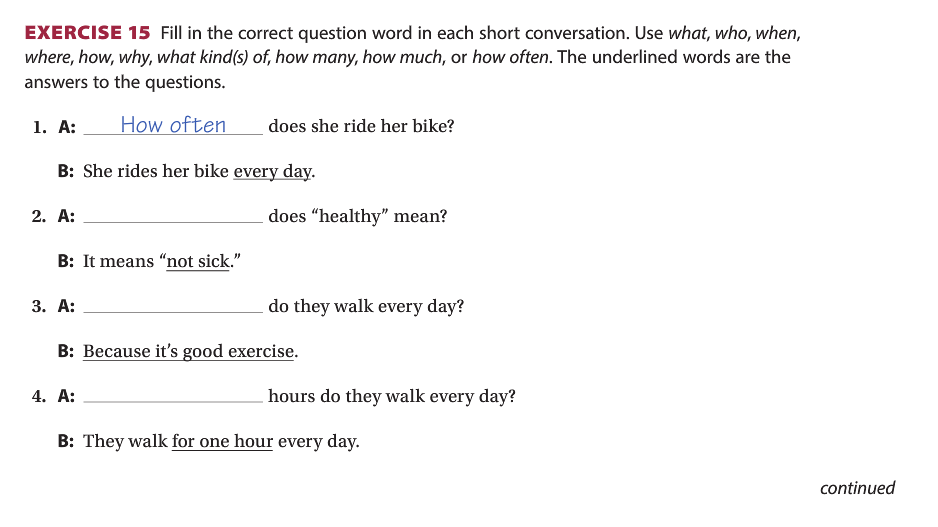 EXERCISE 15 Fill in the correct question word in each short conversation. Use what, who, when,
where, how, why, what kind(s) of, how many, how much, or how often. The underlined words are the
answers to the questions.
1. A: How often does she ride her bike?
B: She rides her bike every day.
2. A: ____________________ does “healthy” mean?
B: It means “not sick.”
3. A: ____________________ do they walk every day?
B: Because it’s good exercise.
4. A: ____________________ hours do they walk every day?
B: They walk for one hour every day.
continued